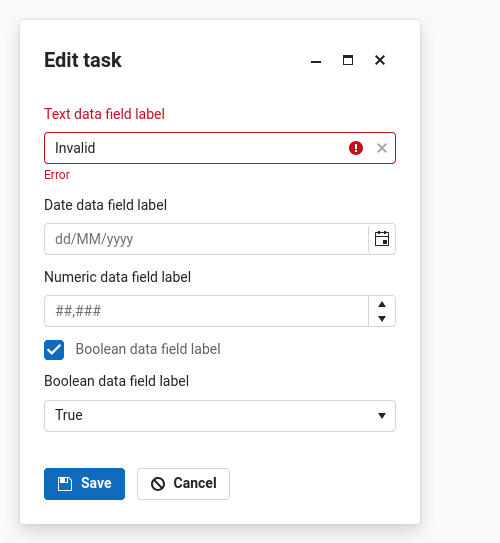 Edit task
Text data field label
Invalid
Error
Date data field label
dd/MM/yyyy
Numeric data field label
##,###
Boolean data field label
Boolean data field label
True
Save Cancel